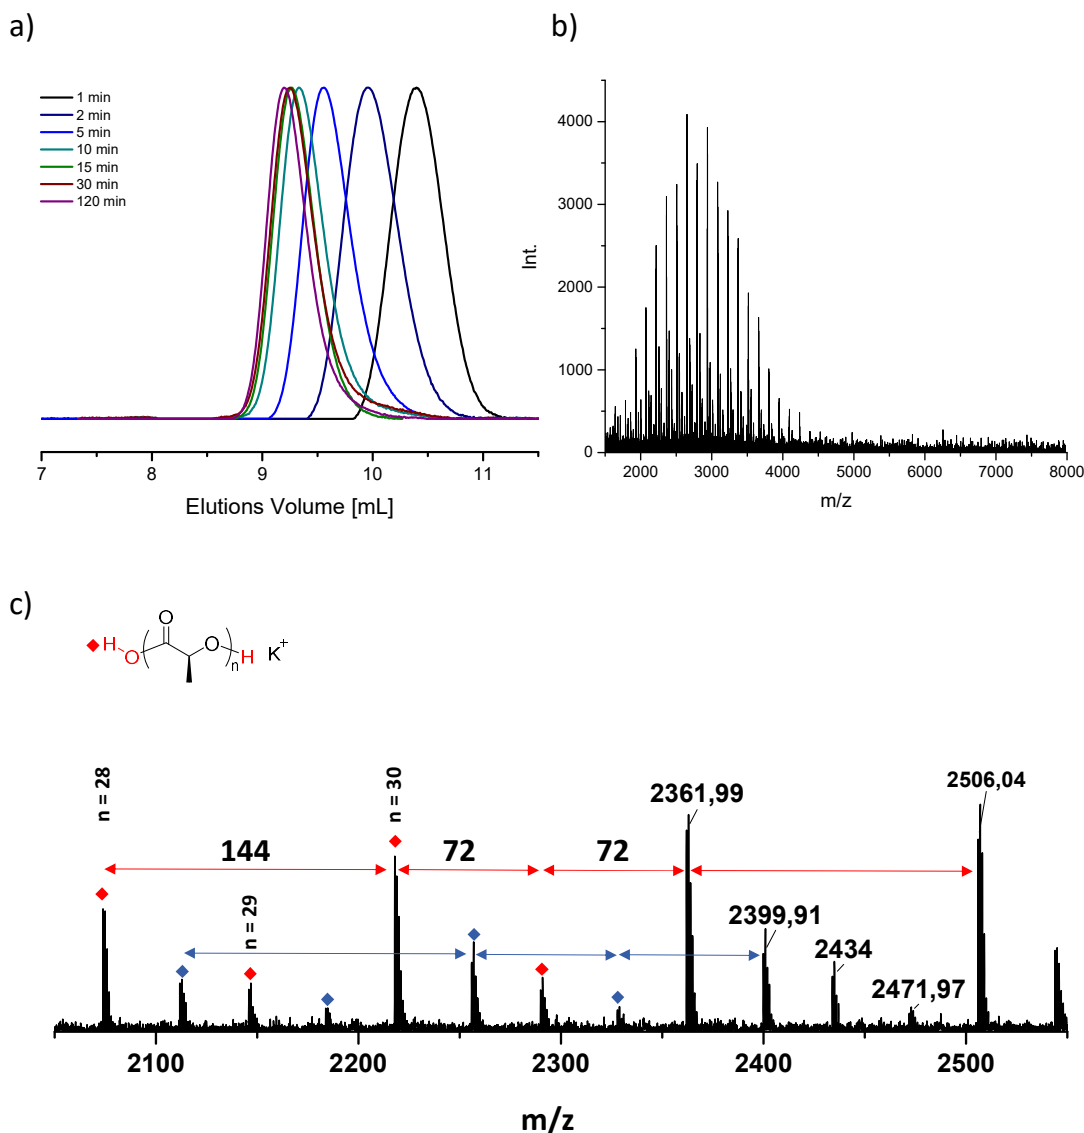 a)
1 min
2 min
5 min
10 min
15 min
30 min
120 min
7
8
9
10
11
Elutions Volume [mL]
b)
Int.
4000
3000
2000
1000
0
2000
3000
4000
5000
6000
7000
8000
m/z
c)
H
O
O
O
n
H
K+
n = 28
n = 29
n = 30
144
72
72
2361,99
2399,91
2434
2471,97
2506,04
2100
2200
2300
2400
2500
m/z